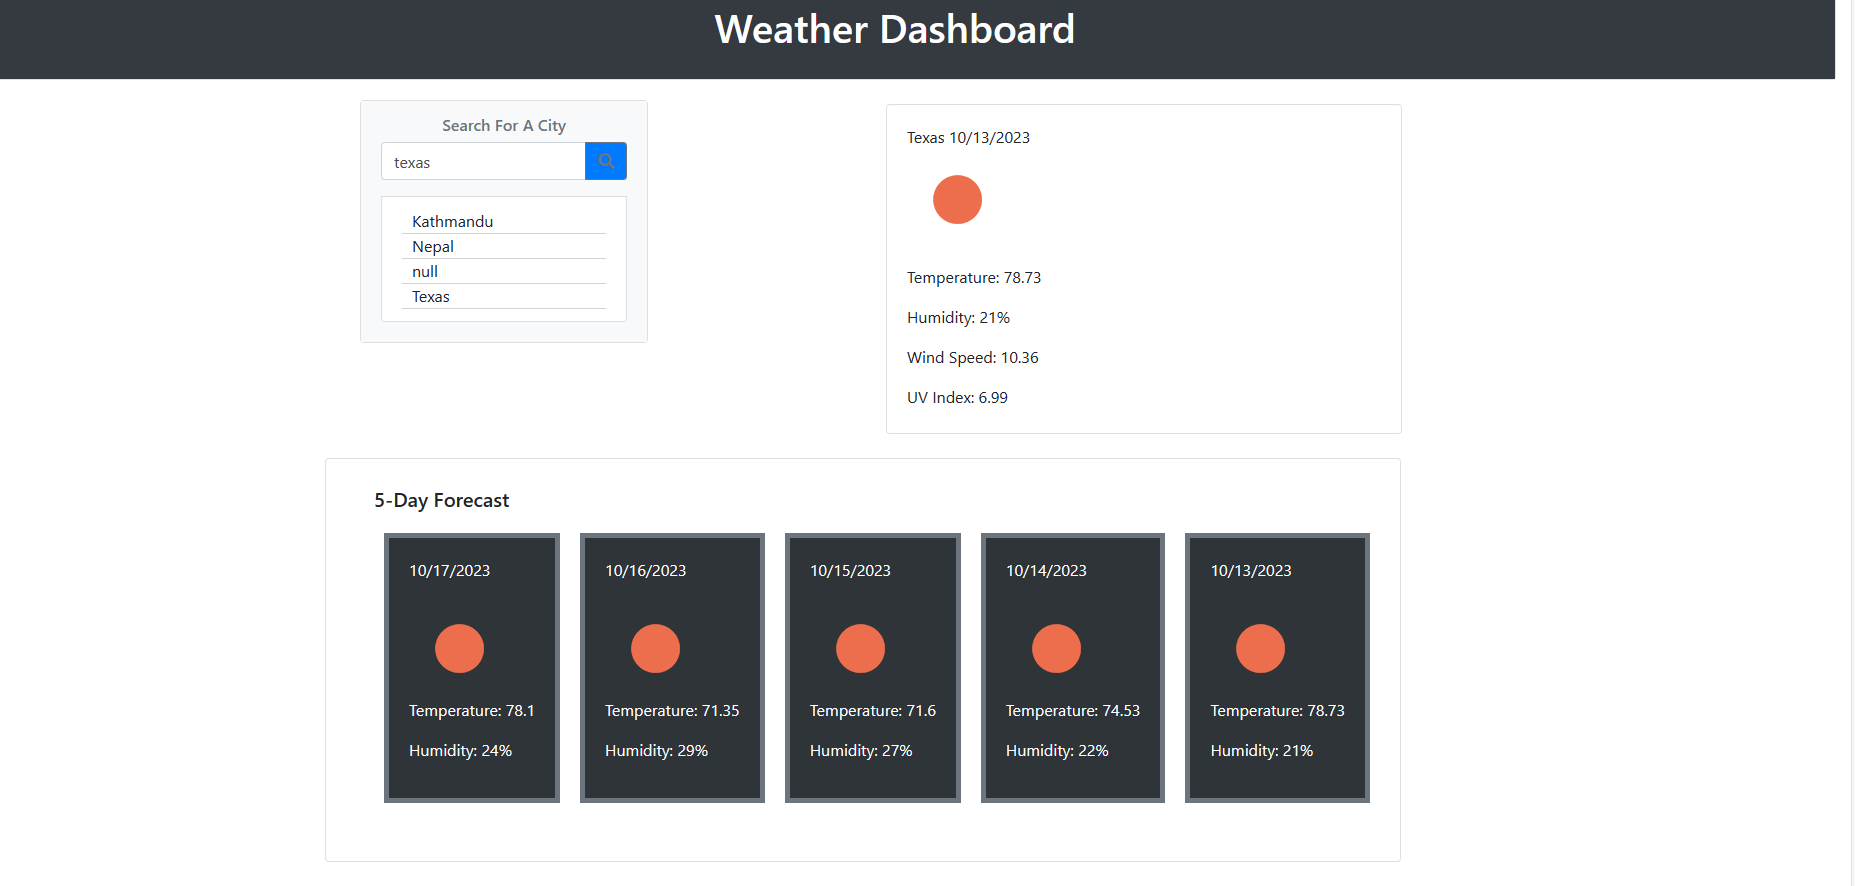 Weather Dashboard
Search For A City
texas
Kathmandu
Nepal
null
Texas
Texas 10/13/2023
Temperature: 78.73
Humidity: 21%
Wind Speed: 10.36
UV Index: 6.99
5-Day Forecast
10/17/2023
Temperature: 78.1
Humidity: 24%
10/16/2023
Temperature: 71.35
Humidity: 29%
10/15/2023
Temperature: 71.6
Humidity: 27%
10/14/2023
Temperature: 74.53
Humidity: 22%
10/13/2023
Temperature: 78.73
Humidity: 21%